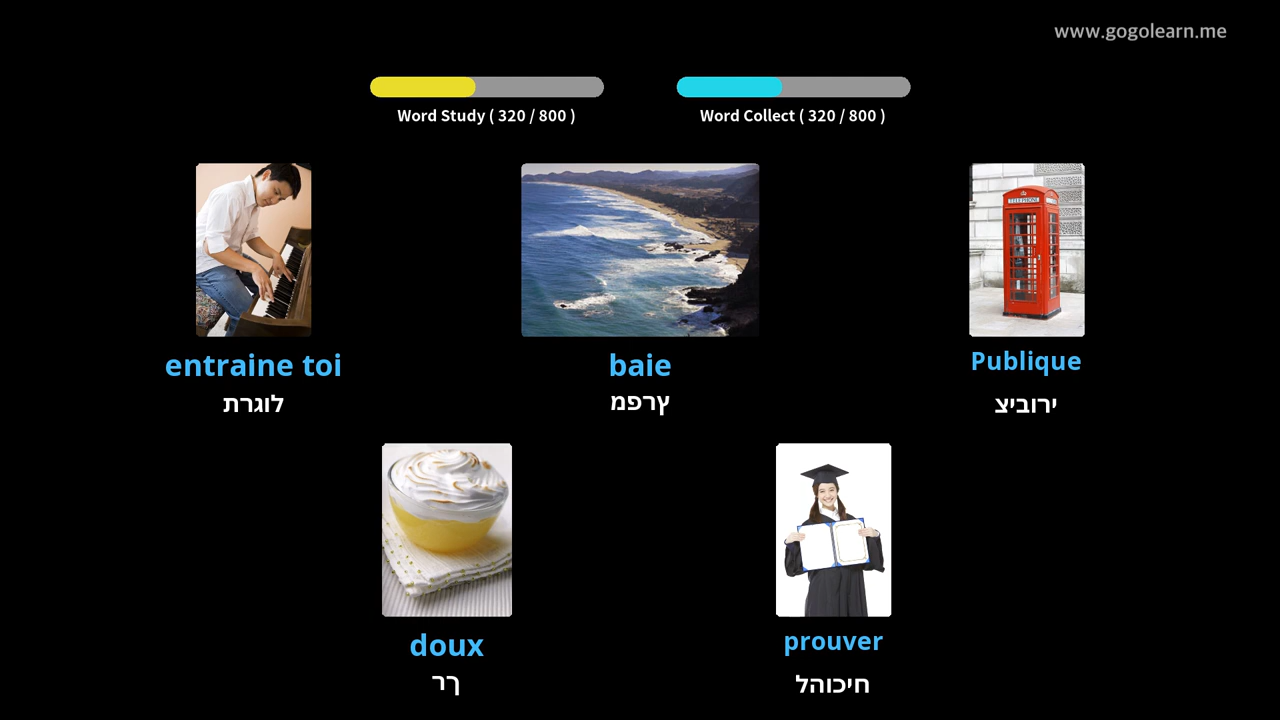 www.gogolearn.me
Word Study ( 320 / 800 )
Word Collect ( 320 / 800 )
entraine toi
לוגרת
baie
ץרפמ
Publique
ירוביצ
TELEPHONE
doux
ךר
prouver
חיכוהל